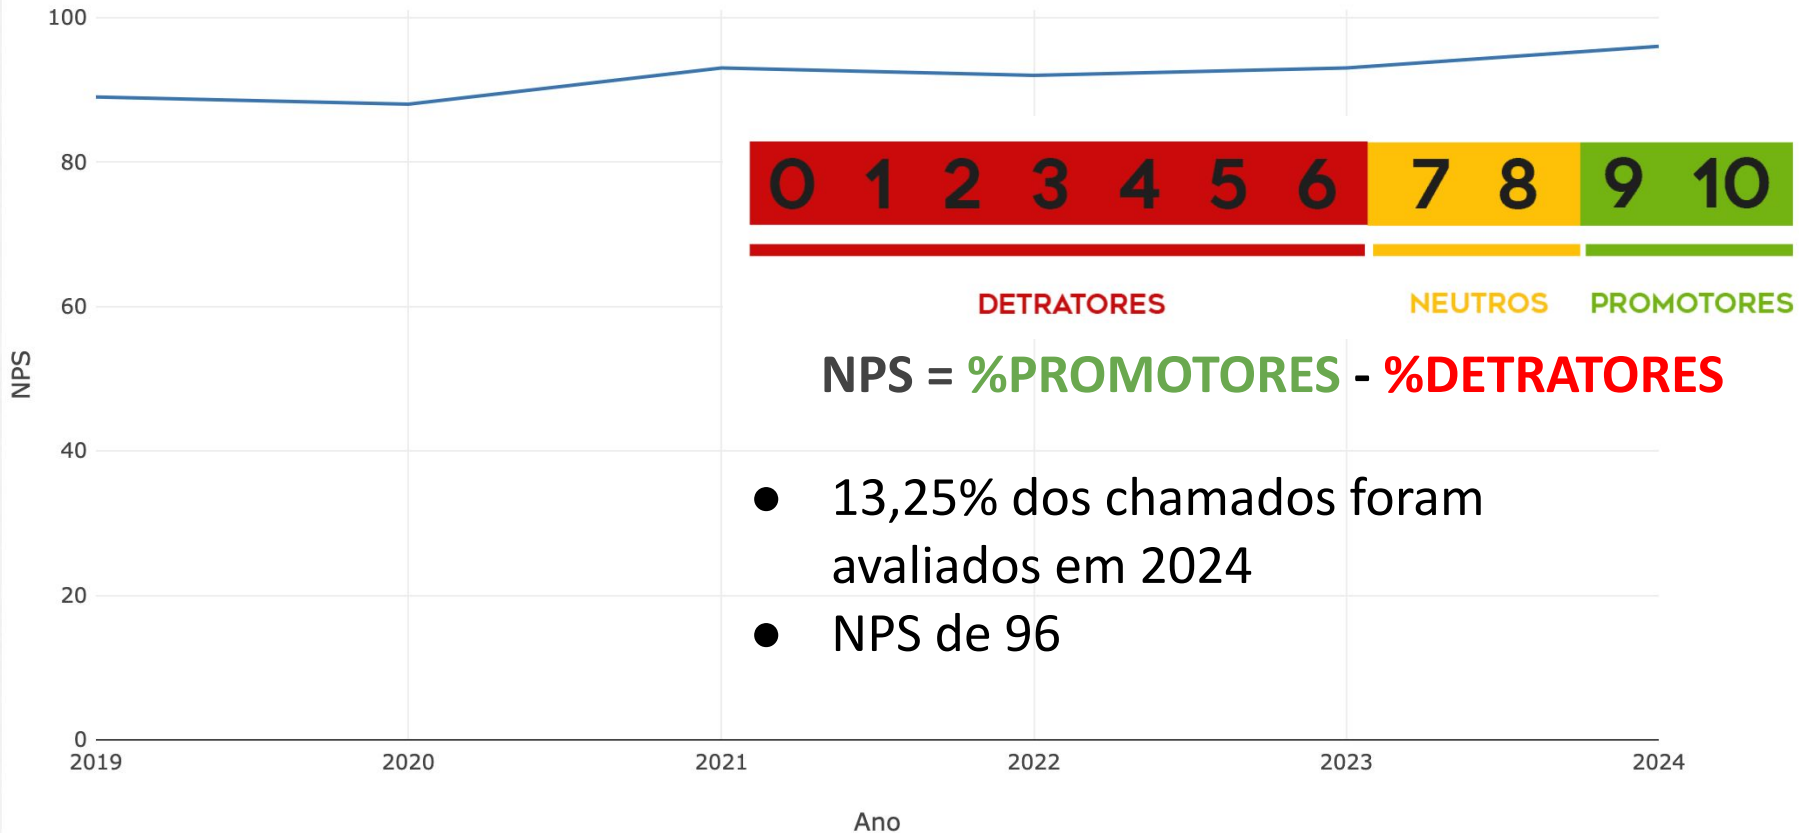 100
80
60
40
20
0
NPS
2019 2020 2021 2022 2023 2024
Ano
0 1 2 3 4 5 6 7 8 9 10
DETRATORES NEUTROS PROMOTORES
NPS = %PROMOTORES - %DETRATORES
● 13,25% dos chamados foram
avaliados em 2024
● NPS de 96